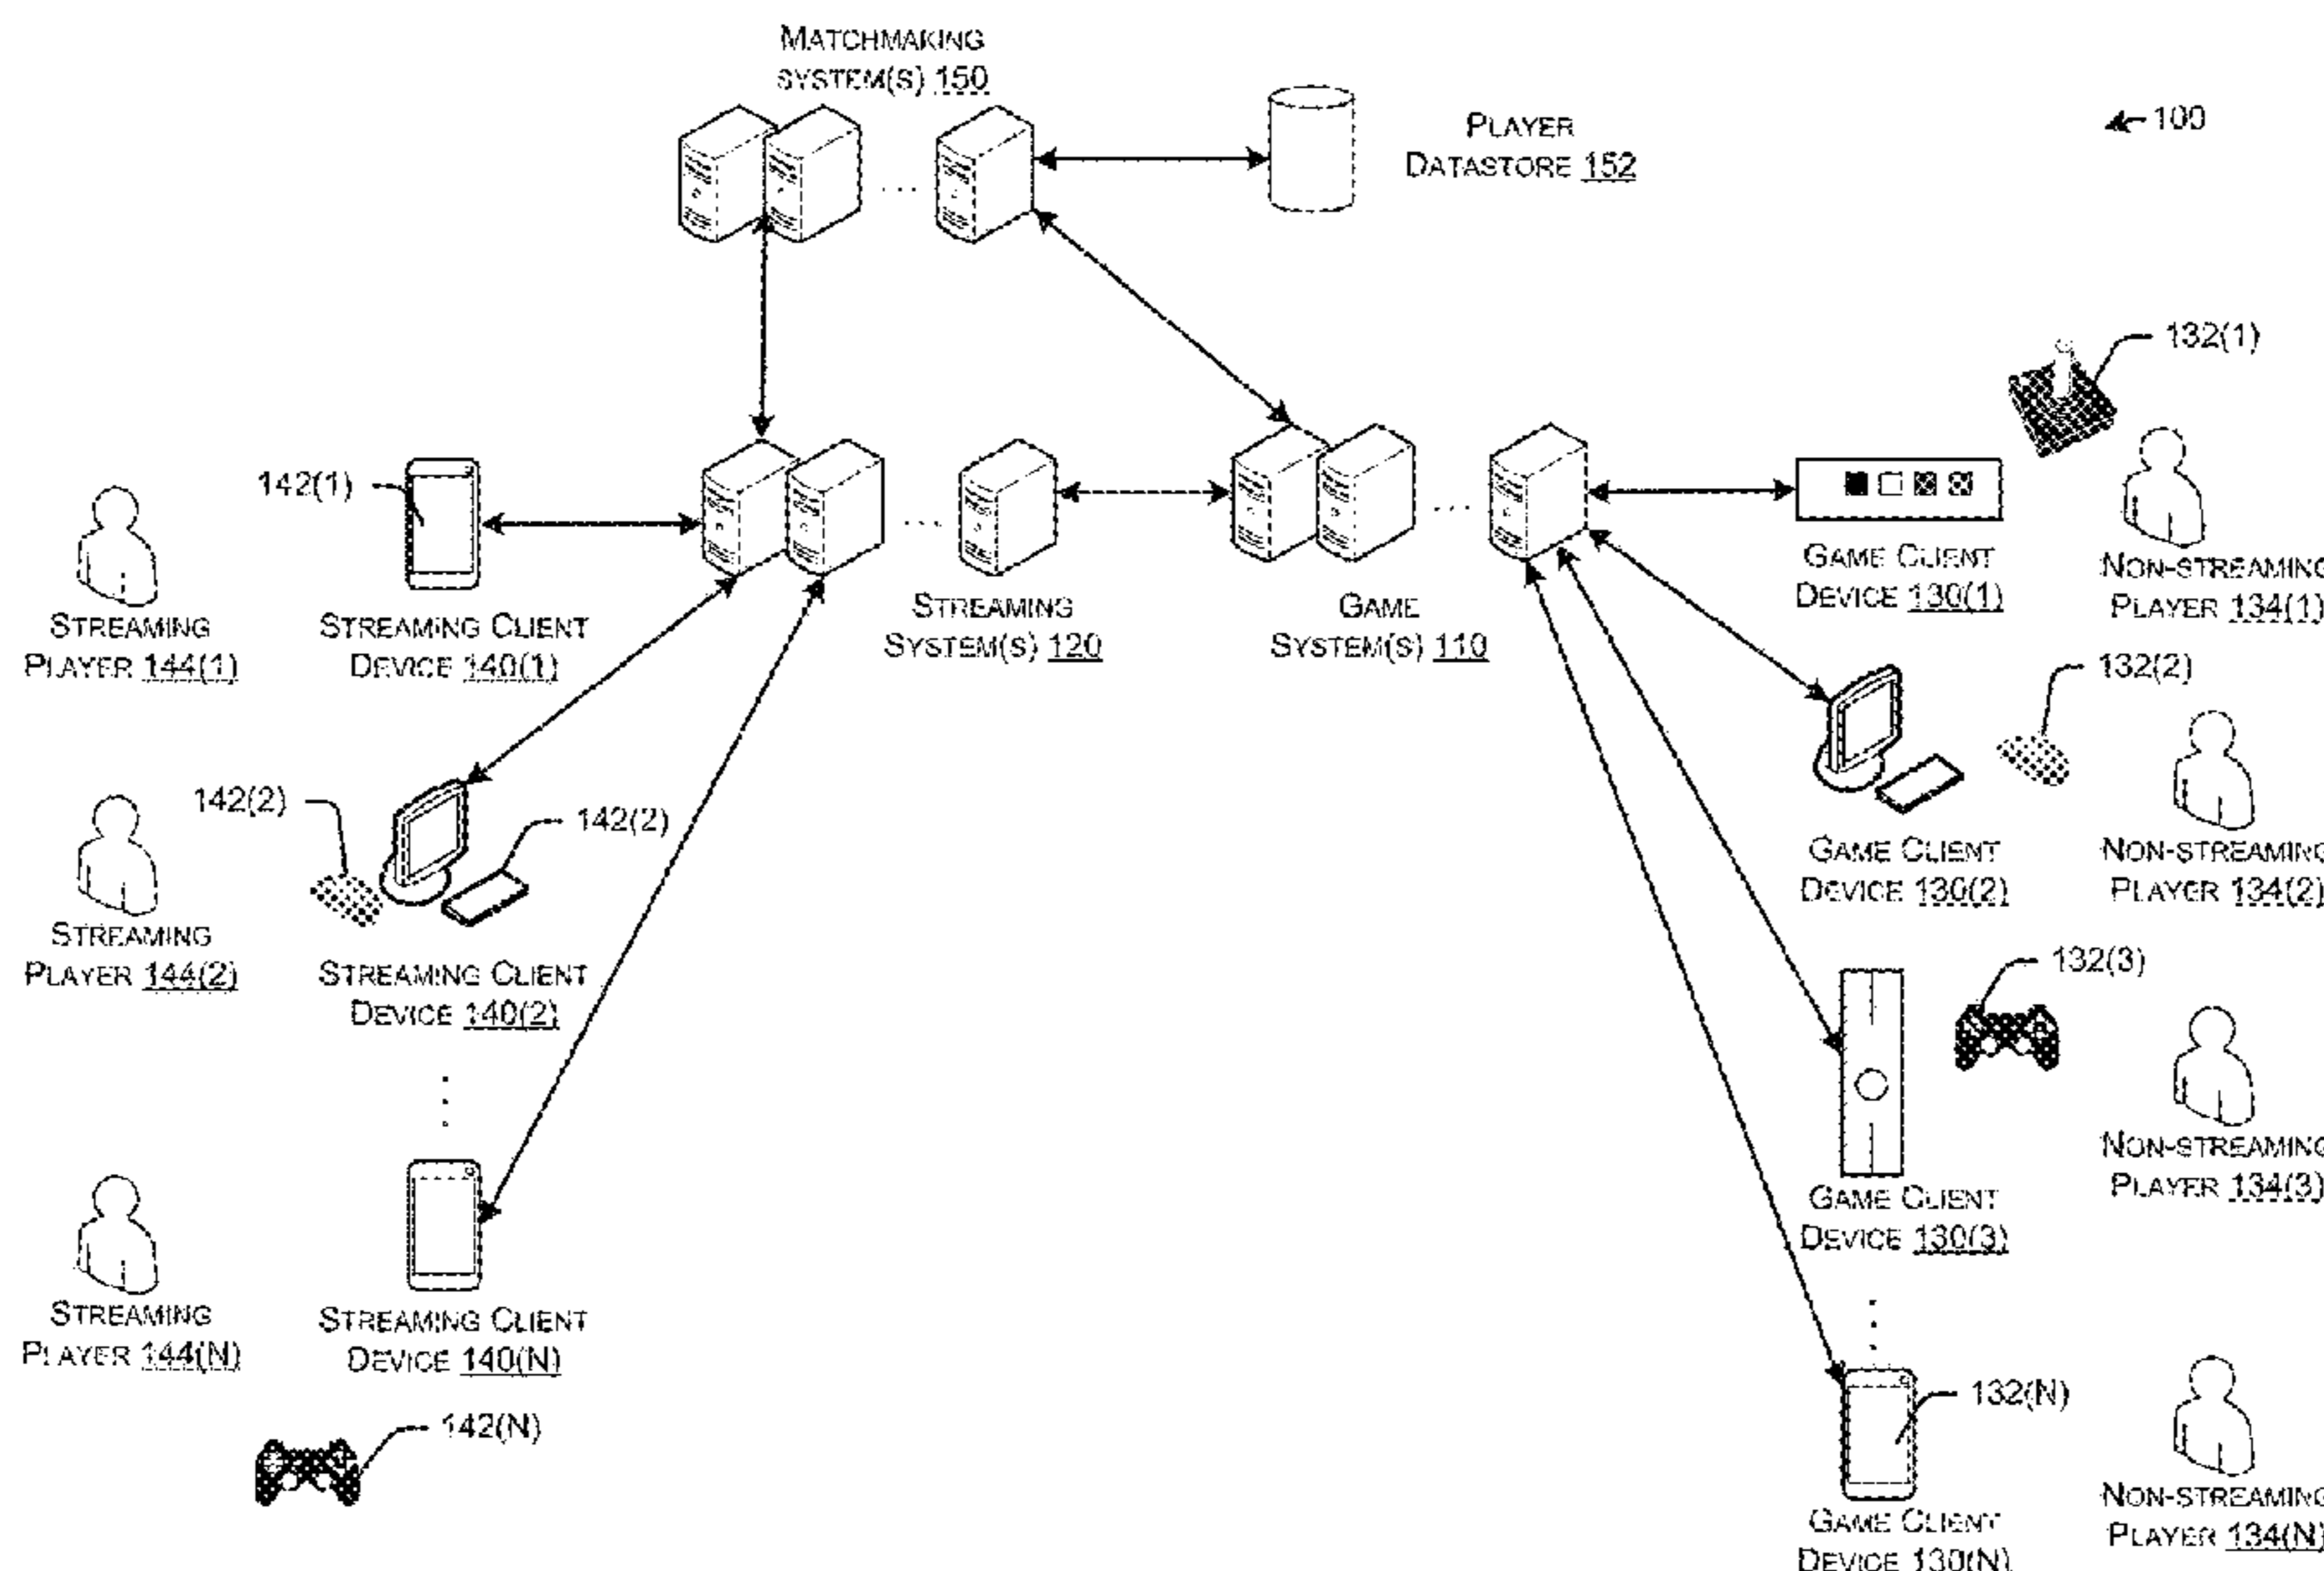 MATCHMAKING
SYSTEM(S) 150
PLAYER
DATASTORE 152
100
132(1)
142(1)
GAME CLIENT
DEVICE 130(1)
NON-STREAMING
PLAYER 134(1)
STREAMING
PLAYER 144(1)
STREAMING CLIENT
DEVICE 140(1)
STREAMING
SYSTEM(S) 120
GAME
SYSTEM(S) 110
132(2)
142(2)
142(2)
GAME CLIENT
DEVICE 130(2)
NON-STREAMING
PLAYER 134(2)
STREAMING
PLAYER 144(2)
STREAMING CLIENT
DEVICE 140(2)
132(3)
GAME CLIENT
DEVICE 130(3)
NON-STREAMING
PLAYER 134(3)
STREAMING
PLAYER 144(N)
STREAMING CLIENT
DEVICE 140(N)
142(N)
132(N)
GAME CLIENT
DEVICE 130(N)
NON-STREAMING
PLAYER 134(N)